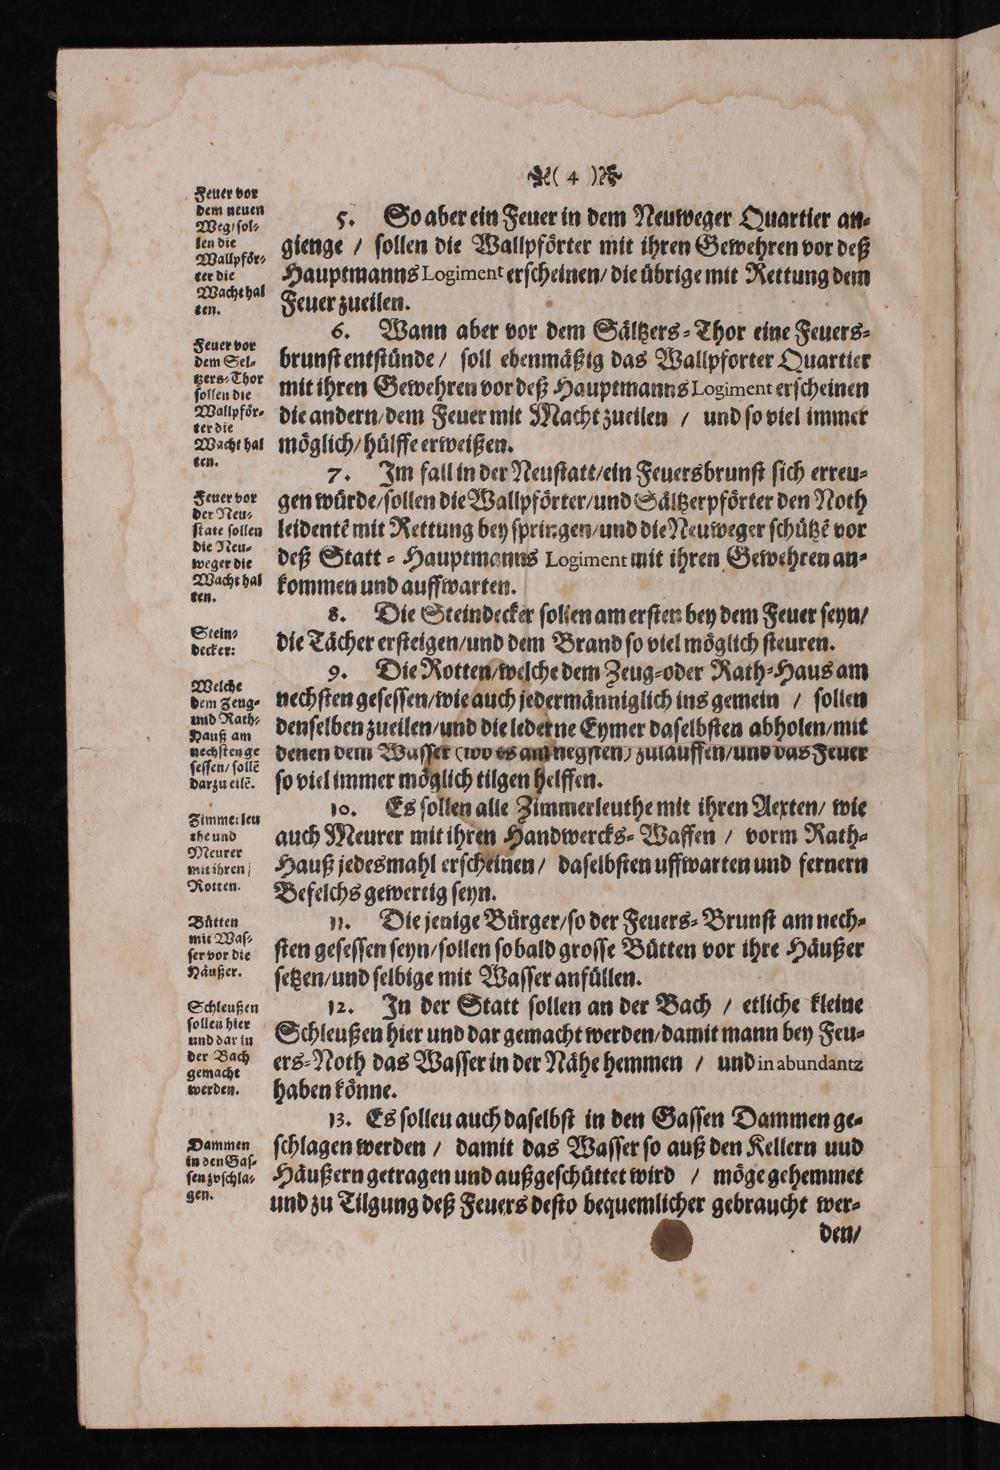 ( 4 )
Feuer vor
dem neuen
Weg/ sol-
len die
Wallpför-
ter die
Wacht hal
ten.
5. So aber ein Feuer in dem Neuweger Quartier an-
gienge / ſollen die Wallpförter mit ihren Gewehren vor deß
Hauptmanns Logiment erſcheinen/ die übrige mit Rettung dem
Feuer zueilen.
Feuer vor
dem Sel-
tzers-Thor
ſollen die
Wallpför-
ter die
Wacht hal
ten.
6. Wann aber vor dem Sältzers-Thor eine Feuers-
brunſt entſtünde / ſoll ebenmäßig das Wallpforter Quartier
mit ihren Gewehren vor deß Hauptmanns Logiment erſcheinen
die andern/ dem Feuer mit Macht zueilen / und ſo viel immer
möglich/ hülffe erweißen.
Feuer vor
der Neu-
ſtatt ſollen
die Neu-
weger die
Wacht hal
ten.
7. Im fall in der Neuſtatt/ ein Feuersbrunſt ſich erreu-
gen würde/ ſollen die Wallpförter/ und Sältzerpförter den Noth
leidentẽ mit Rettung bey ſpringen/ und die Neuweger ſchützẽ vor
deß Statt-Hauptmanns Logiment mit ihren Gewehren an-
kommen und auffwarten.
Stein-
decker:
8. Die Steindecker ſollen am erſten bey dem Feuer ſeyn/
die Tächer erſteigen/ und dem Brand ſo viel möglich ſteuren.
Welche
dem Zeug-
und Rath-
Hauß am
nechſten ge
ſeſſen/ ſollẽ
darzu eilẽ.
9. Die Rotten/ welche dem Zeug-oder Rath-Haus am
nechſten geſeſſen/ wie auch jedermänniglich ins gemein / ſollen
denſelben zueilen/ und die lederne Eymer daſelbſten abholen/ mit
denen dem Waſſer (wo es am negſten) zulauffen/ und das Feuer
ſo viel immer möglich tilgen helffen.
Zimmerleu
the und
Meurer
mit ihren
Rotten.
10. Es ſollen alle Zimmerleuthe mit ihren Aexten/ wie
auch Meurer mit ihren Handwercks-Waffen / vorm Rath-
Hauß jedesmahl erſcheinen / daſelbſten uffwarten und fernern
Befelchs gewertig ſeyn.
Bütten
mit Waſ-
ſer vor die
Häußer.
11. Die jenige Bürger/ ſo der Feuers-Brunſt am nech-
ſten geſeſſen ſeyn/ ſollen ſobald groſſe Bütten vor ihre Häußer
ſetzen/ und ſelbige mit Waſſer anfüllen.
Schleußen
ſollen hier
und dar in
der Bach
gemacht
werden.
12. In der Statt ſollen an der Bach / etliche kleine
Schleußen hier und dar gemacht werden/ damit mann bey Feu-
ers-Noth das Waſſer in der Nähe hemmen / und in abundantz
haben könne.
Dammen
in den Gaſ-
ſen zuſchla-
gen.
13. Es ſolleu auch daſelbſt in den Gaſſen Dammen ge-
ſchlagen werden / damit das Waſſer ſo auß den Kellern uud
Häußern getragen und außgeſchüttet wird / möge gehemmet
und zu Tilgung deß Feuers deſto bequemlicher gebraucht wer-
den/